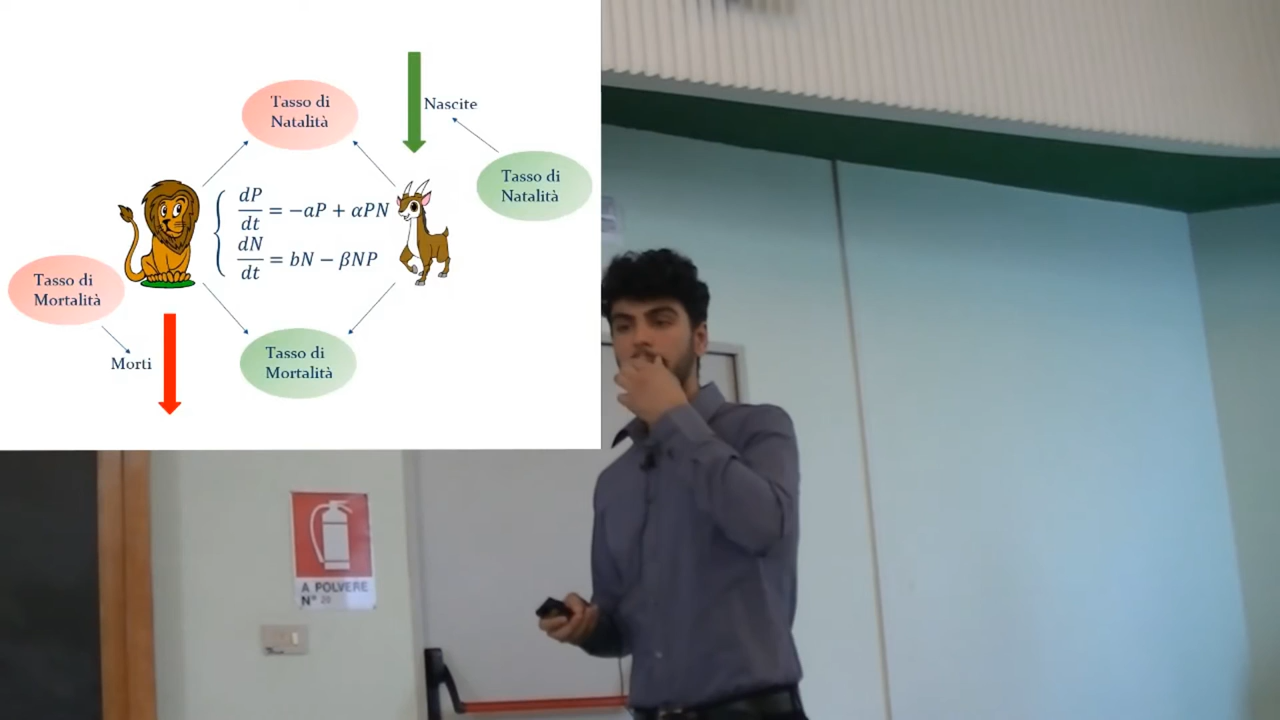 Tasso di
Natalità
Nascite
Tasso di
Natalità
dP/dt = −aP + αPN
dN/dt = bN − βNP
Tasso di
Mortalità
Morti
Tasso di
Mortalità
A POLVERE
N° 20